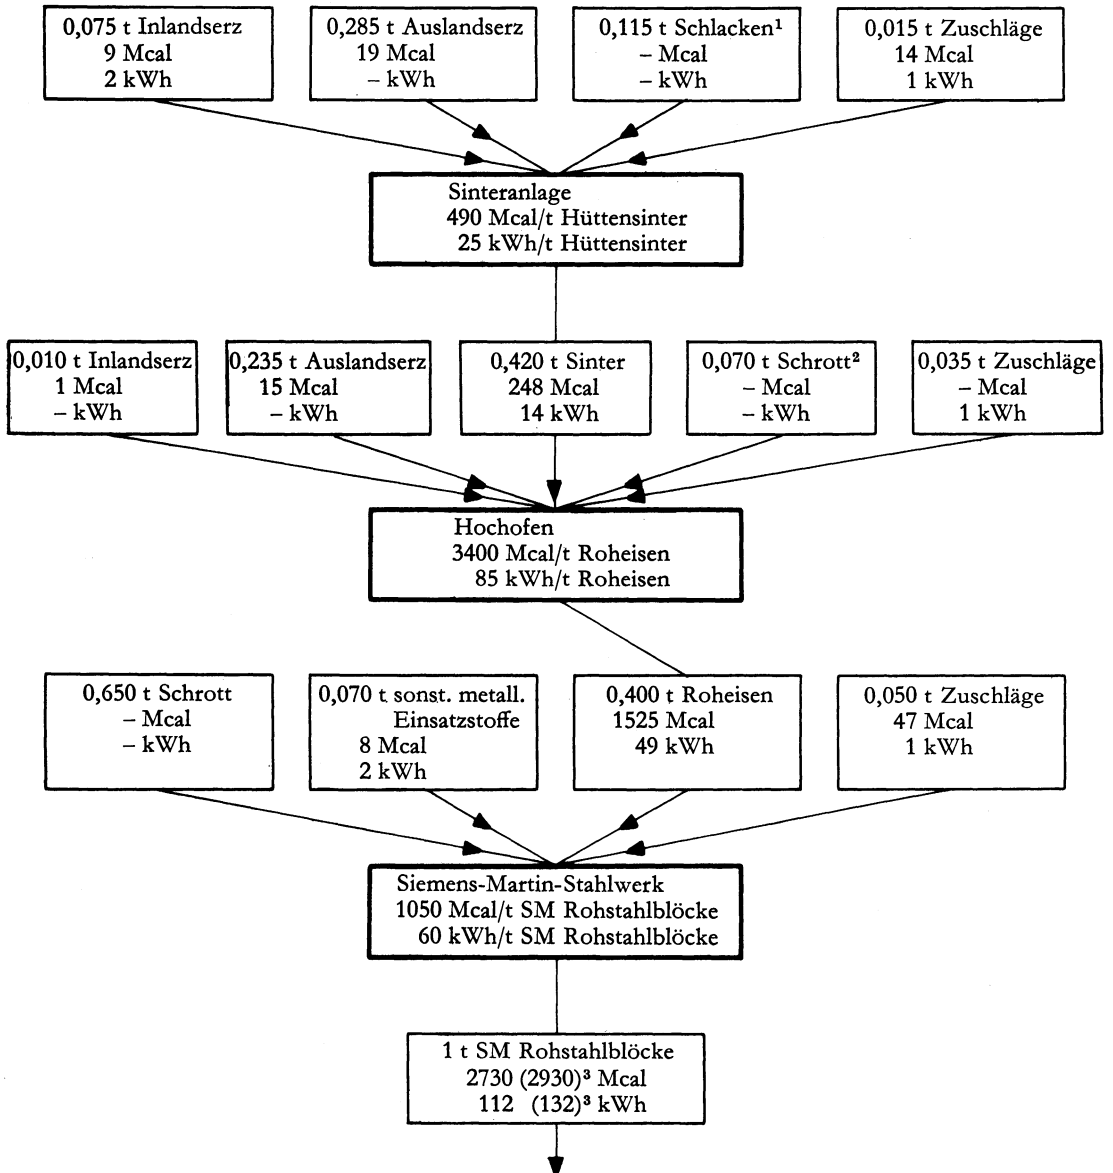 0,075 t Inlandserz
9 Mcal
2 kWh
0,285 t Auslandserz
19 Mcal
– kWh
0,115 t Schlacken¹
– Mcal
– kWh
0,015 t Zuschläge
14 Mcal
1 kWh
Sinteranlage
490 Mcal/t Hüttensinter
25 kWh/t Hüttensinter
0,010 t Inlandserz
1 Mcal
– kWh
0,235 t Auslandserz
15 Mcal
– kWh
0,420 t Sinter
248 Mcal
14 kWh
0,070 t Schrott²
– Mcal
– kWh
0,035 t Zuschläge
– Mcal
1 kWh
Hochofen
3400 Mcal/t Roheisen
85 kWh/t Roheisen
0,650 t Schrott
– Mcal
– kWh
0,070 t sonst. metall.
Einsatzstoffe
8 Mcal
2 kWh
0,400 t Roheisen
1525 Mcal
49 kWh
0,050 t Zuschläge
47 Mcal
1 kWh
Siemens-Martin-Stahlwerk
1050 Mcal/t SM Rohstahlblöcke
60 kWh/t SM Rohstahlblöcke
1 t SM Rohstahlblöcke
2730 (2930)³ Mcal
112 (132)³ kWh